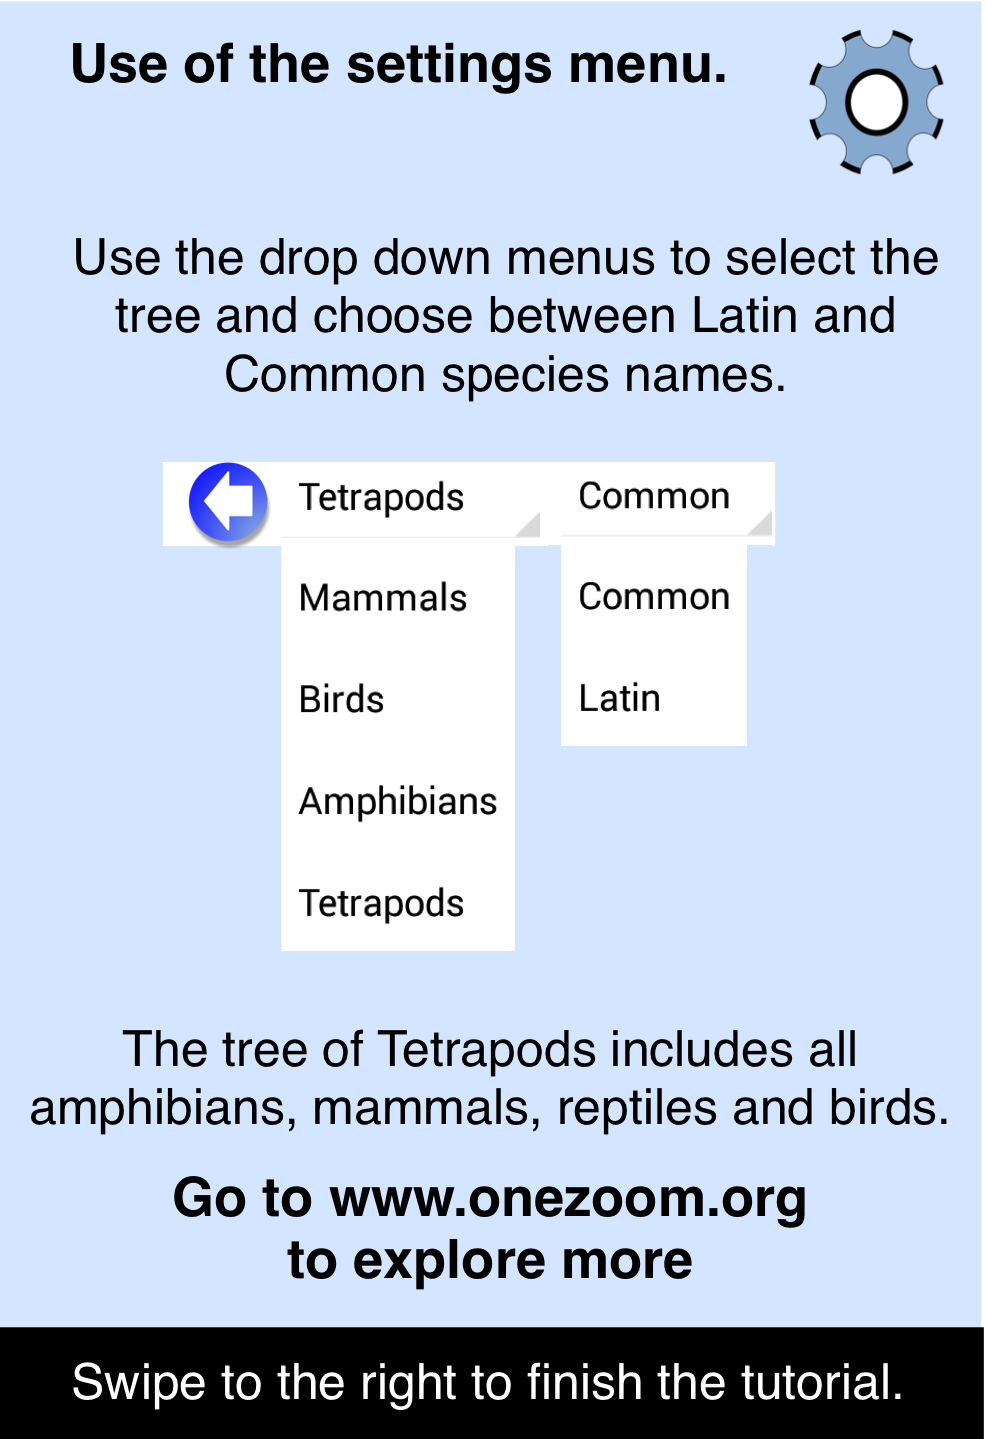 Use of the settings menu.
Use the drop down menus to select the
tree and choose between Latin and
Common species names.
Tetrapods Common
Mammals Common
Birds Latin
Amphibians
Tetrapods
The tree of Tetrapods includes all
amphibians, mammals, reptiles and birds.
Go to www.onezoom.org
to explore more
Swipe to the right to finish the tutorial.